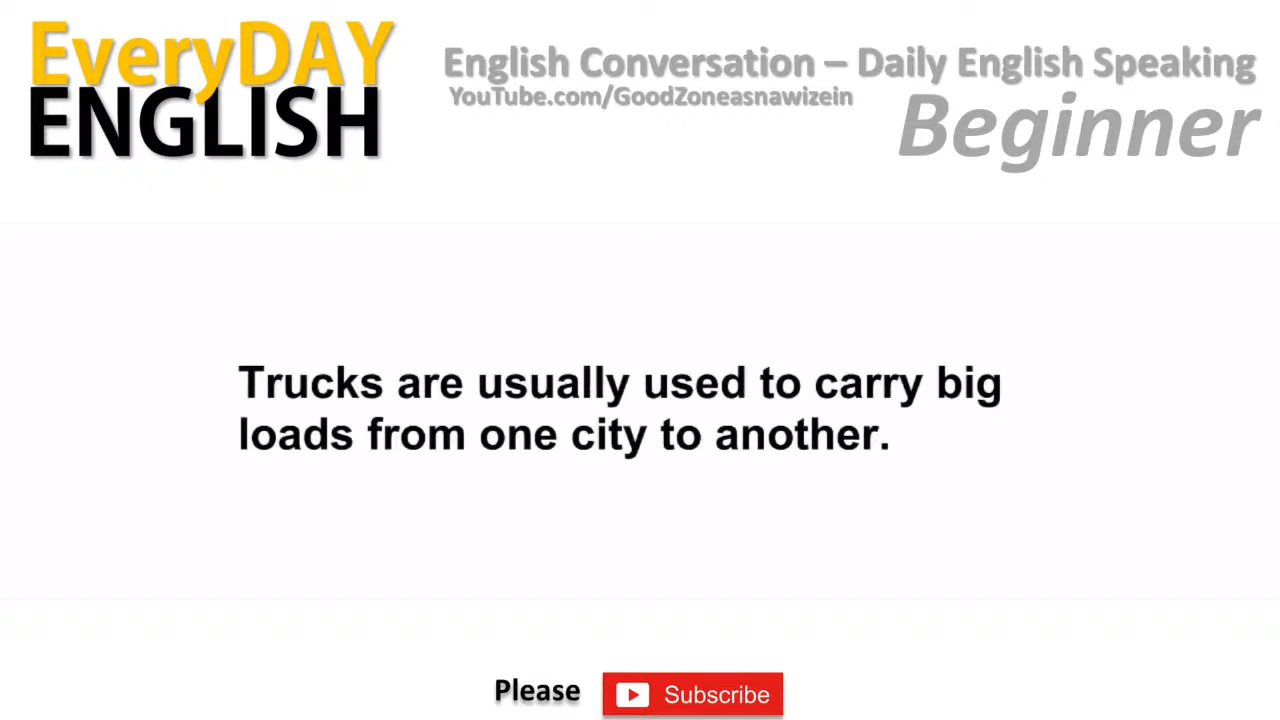 EveryDAY
ENGLISH
English Conversation – Daily English Speaking
YouTube.com/GoodZoneasnawizein
Beginner
Trucks are usually used to carry big
loads from one city to another.
Please
Subscribe